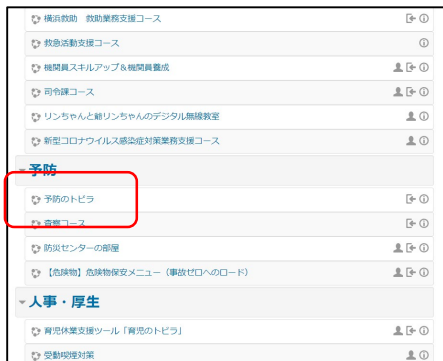 横浜救助　救助業務支援コース
救急活動支援コース
機関員スキルアップ&機関員養成
司令課コース
リンちゃんと爺リンちゃんのデジタル無線教室
新型コロナウイルス感染症対策業務支援コース
予防
予防のトビラ
査察コース
防災センターの部屋
【危険物】危険物保安メニュー（事故ゼロへのロード）
人事・厚生
育児休業支援ツール「育児のトビラ」
受動喫煙対策